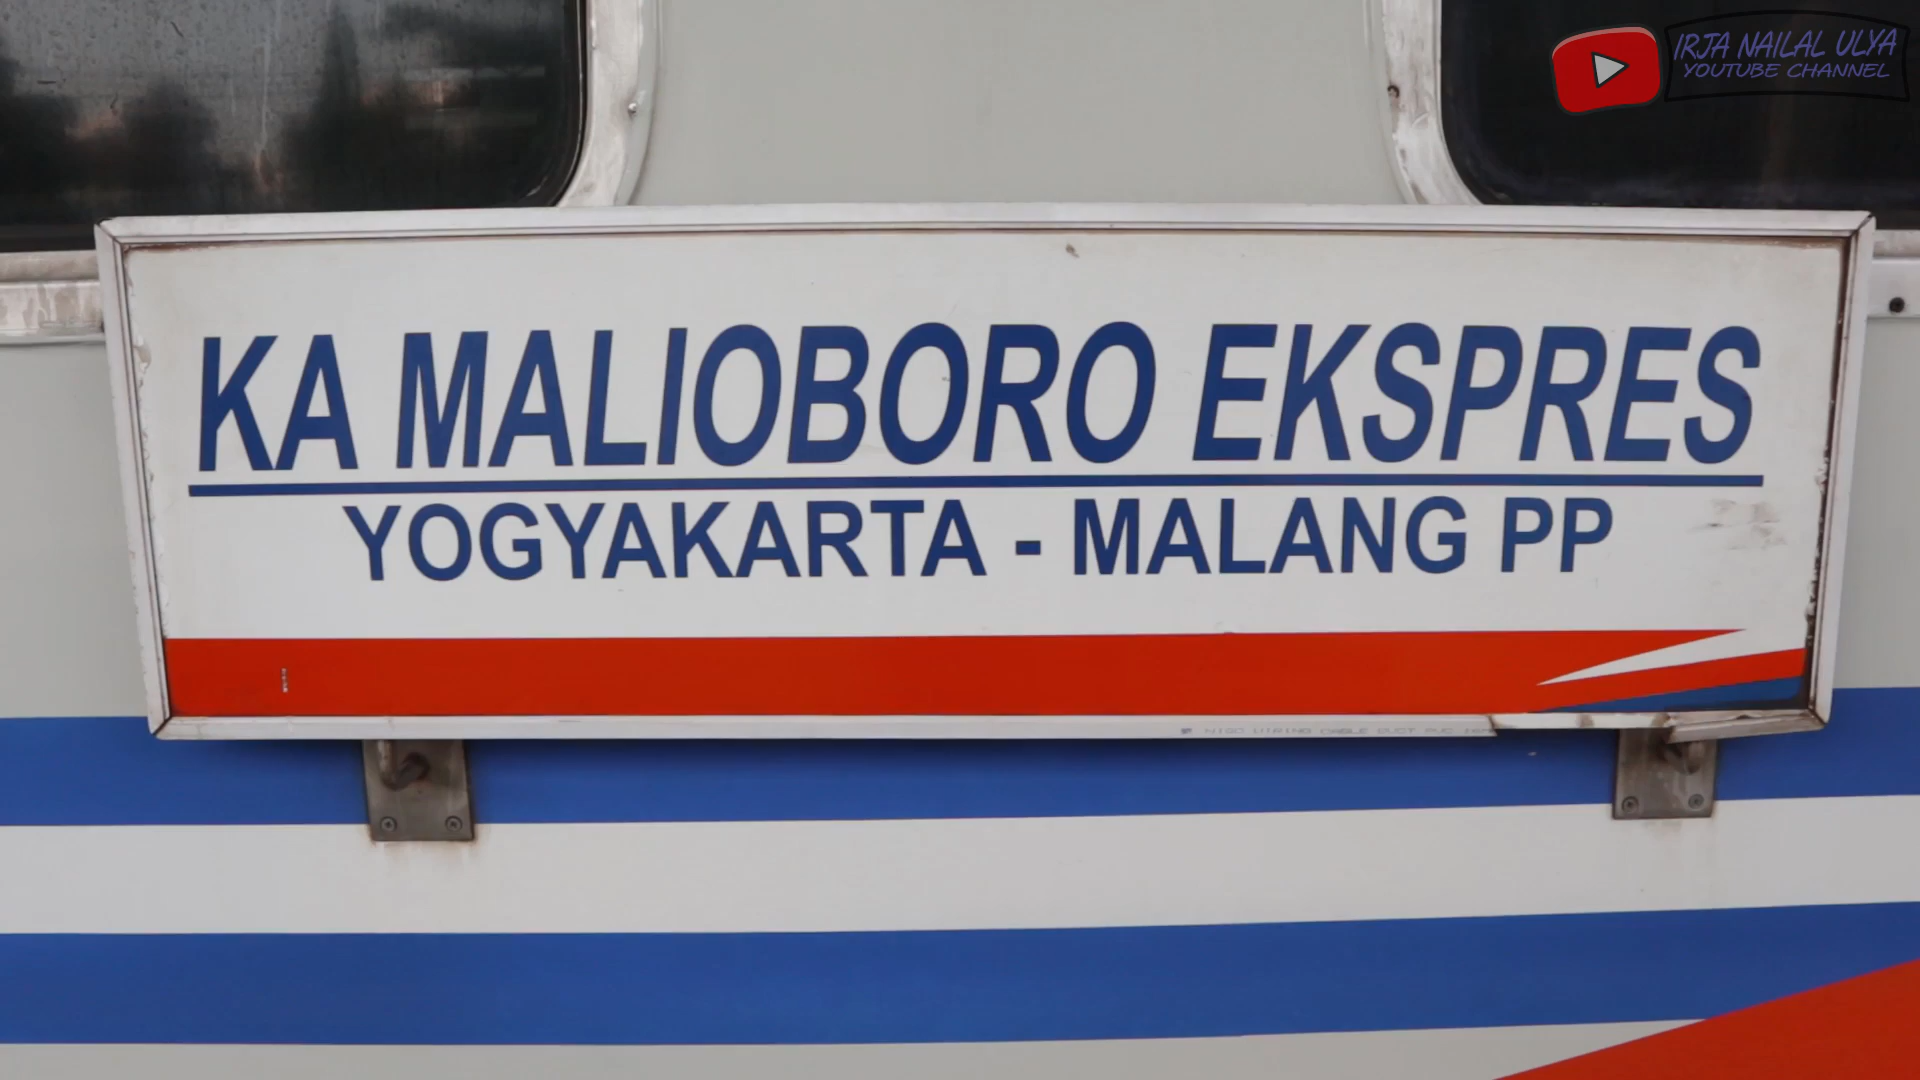 IRJA NAILAL ULYA
YOUTUBE CHANNEL
KA MALIOBORO EKSPRES
YOGYAKARTA - MALANG PP